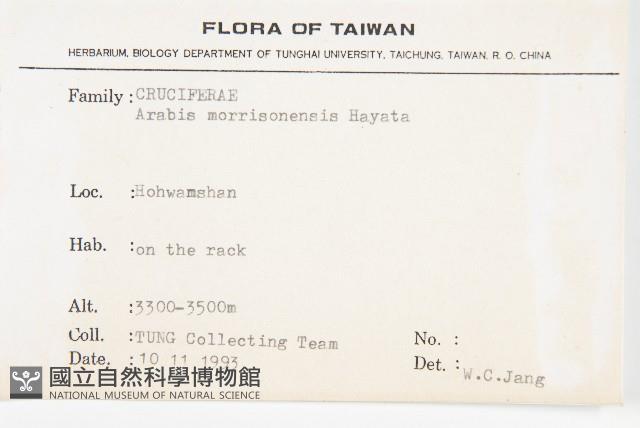 FLORA OF TAIWAN
HERBARIUM, BIOLOGY DEPARTMENT OF TUNGHAI UNIVERSITY, TAICHUNG, TAIWAN, R. O. CHINA
Family : CRUCIFERAE
Arabis morrisonensis Hayata
Loc. : Hohwamshan
Hab. : on the rack
Alt. : 3300-3500m
Coll. : TUNG Collecting Team No. :
Date. : 10 11 1993 Det. : W.C.Jang
國立自然科學博物館
NATIONAL MUSEUM OF NATURAL SCIENCE